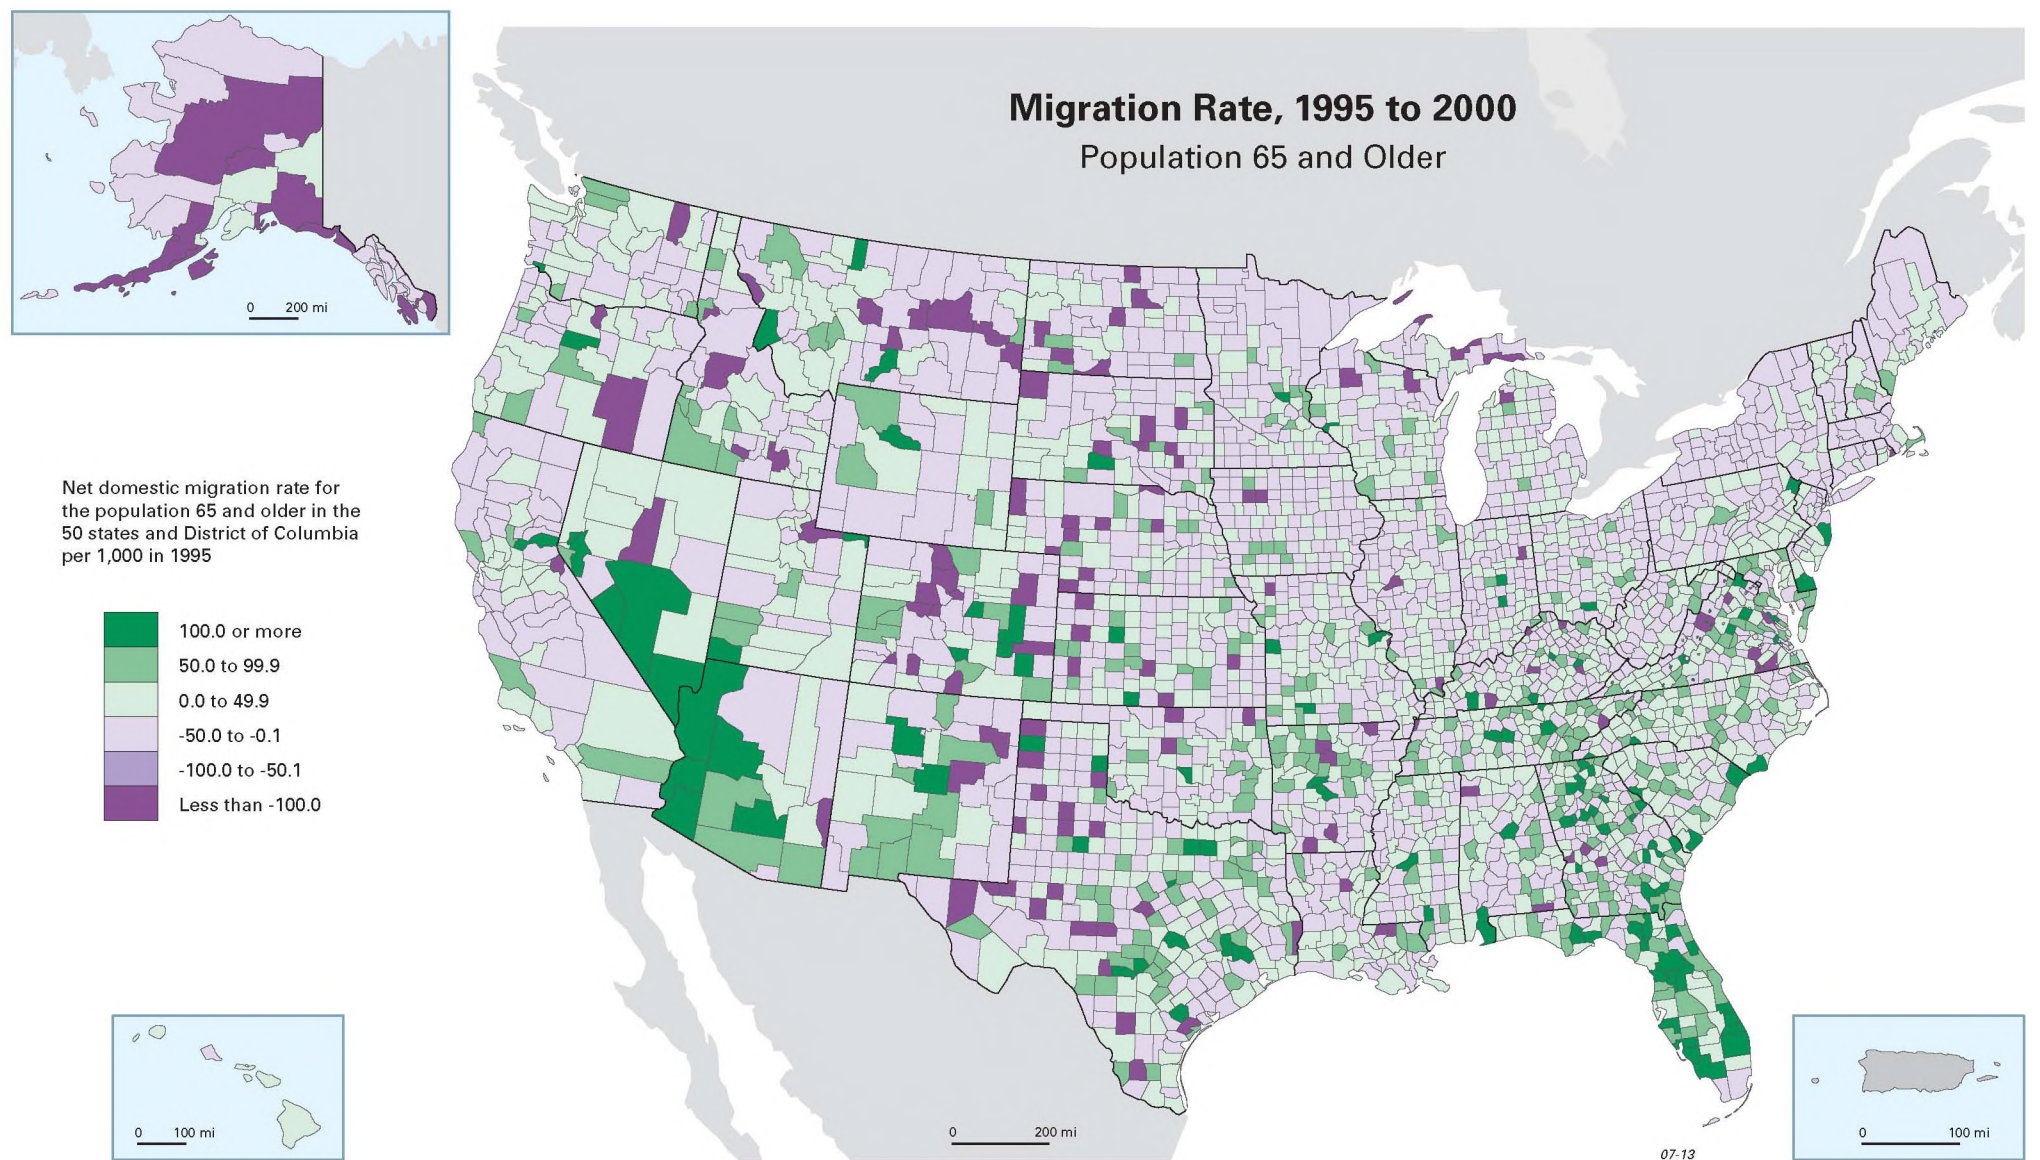 Migration Rate, 1995 to 2000
Population 65 and Older
0 200 mi
Net domestic migration rate for
the population 65 and older in the
50 states and District of Columbia
per 1,000 in 1995
100.0 or more
50.0 to 99.9
0.0 to 49.9
-50.0 to -0.1
-100.0 to -50.1
Less than -100.0
0 100 mi
0 200 mi
0 100 mi
07-13